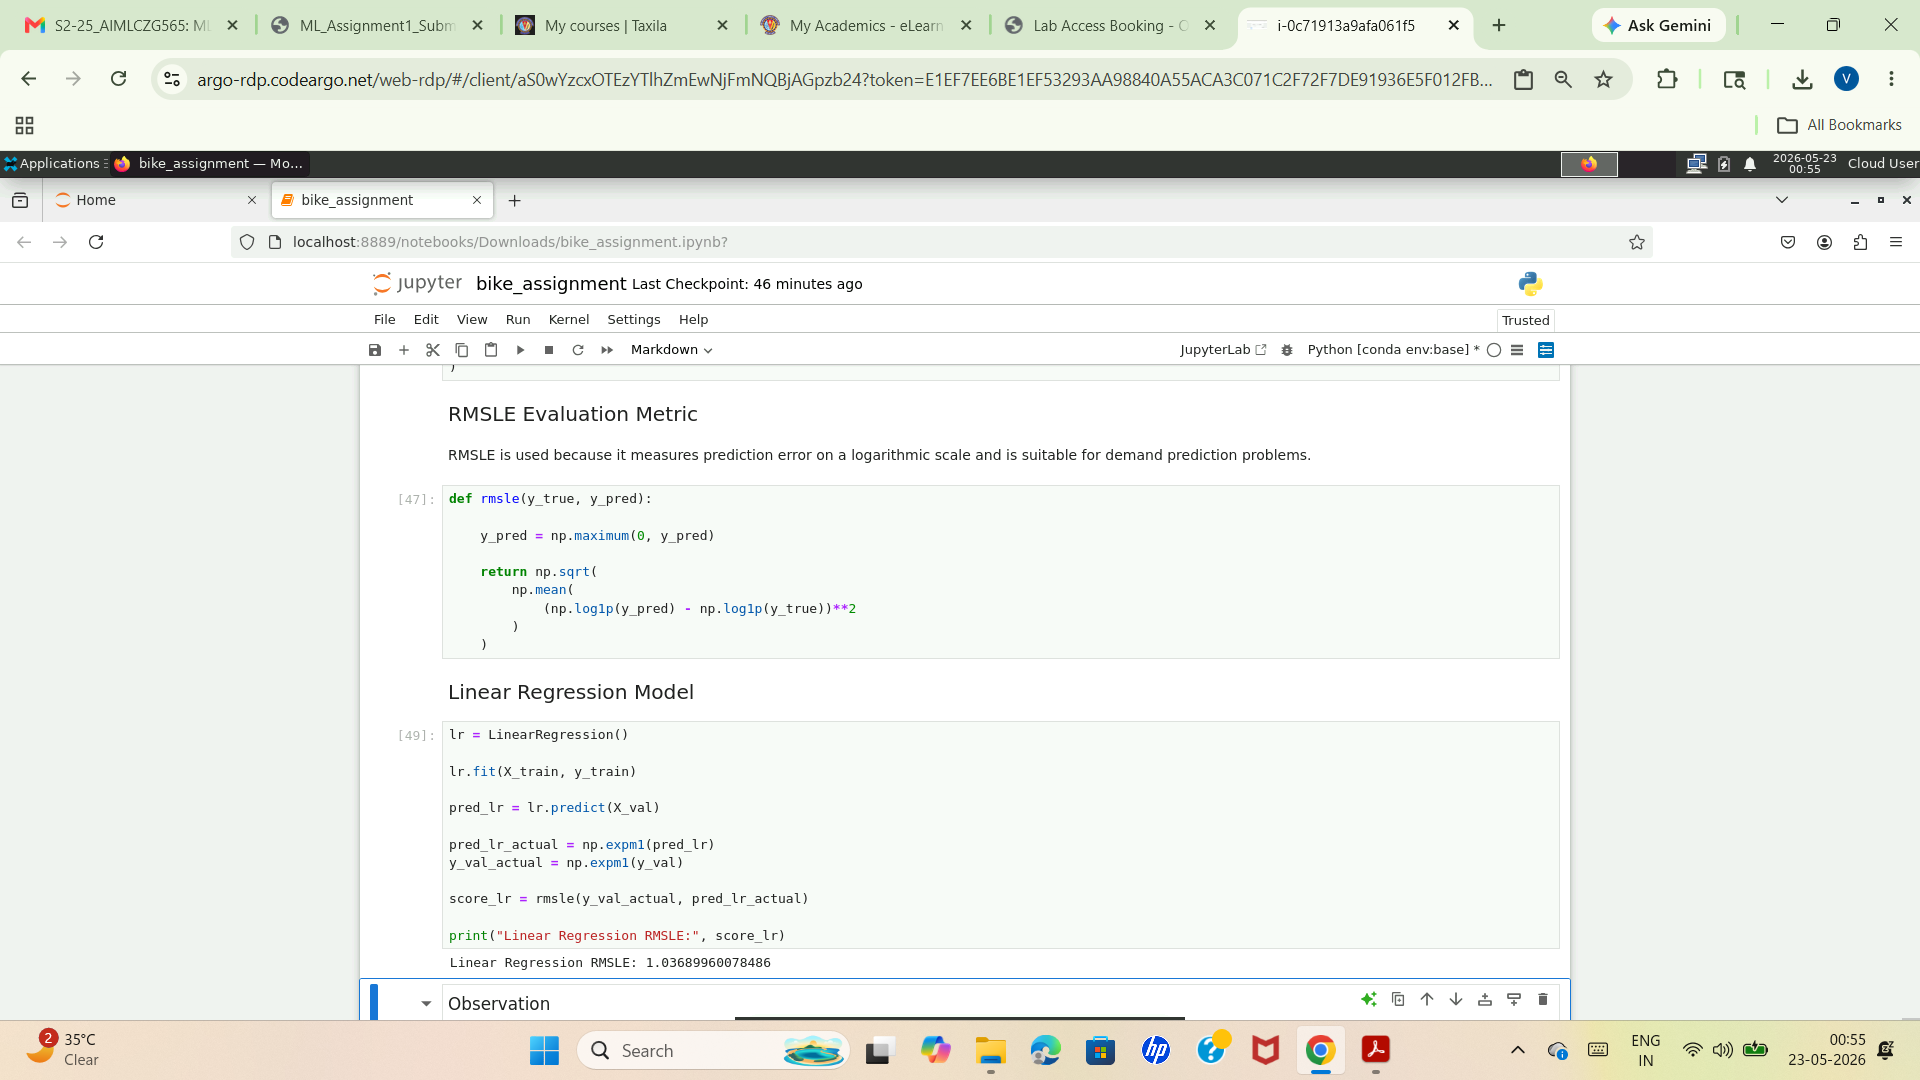 S2-25_AIMLCZG565: ML
ML_Assignment1_Subm
My courses | Taxila
My Academics - eLearn
Lab Access Booking - O
i-0c71913a9afa061f5
Ask Gemini
argo-rdp.codeargo.net/web-rdp/#/client/aS0wYzcxOTEzYTlhZmEwNjFmNQBjAGpzb24?token=E1EF7EE6BE1EF53293AA98840A55ACA3C071C2F72F7DE91936E5F012FB...
V
All Bookmarks
Applications
bike_assignment — Mo...
2026-05-23
00:55
Cloud User
Home
bike_assignment
localhost:8889/notebooks/Downloads/bike_assignment.ipynb?
jupyter
bike_assignment Last Checkpoint: 46 minutes ago
File Edit View Run Kernel Settings Help
Trusted
Markdown
JupyterLab
Python [conda env:base] *
)
RMSLE Evaluation Metric
RMSLE is used because it measures prediction error on a logarithmic scale and is suitable for demand prediction problems.
[47]:
def rmsle(y_true, y_pred):
y_pred = np.maximum(0, y_pred)
return np.sqrt(
np.mean(
(np.log1p(y_pred) - np.log1p(y_true))**2
)
)
Linear Regression Model
[49]:
lr = LinearRegression()
lr.fit(X_train, y_train)
pred_lr = lr.predict(X_val)
pred_lr_actual = np.expm1(pred_lr)
y_val_actual = np.expm1(y_val)
score_lr = rmsle(y_val_actual, pred_lr_actual)
print("Linear Regression RMSLE:", score_lr)
Linear Regression RMSLE: 1.03689960078486
Observation
2
35°C
Clear
Search
hp
ENG
IN
00:55
23-05-2026